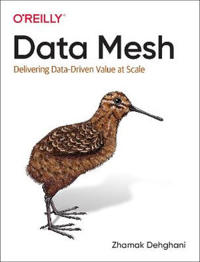 O'REILLY®
Data Mesh
Delivering Data-Driven Value at Scale
Zhamak Dehghani